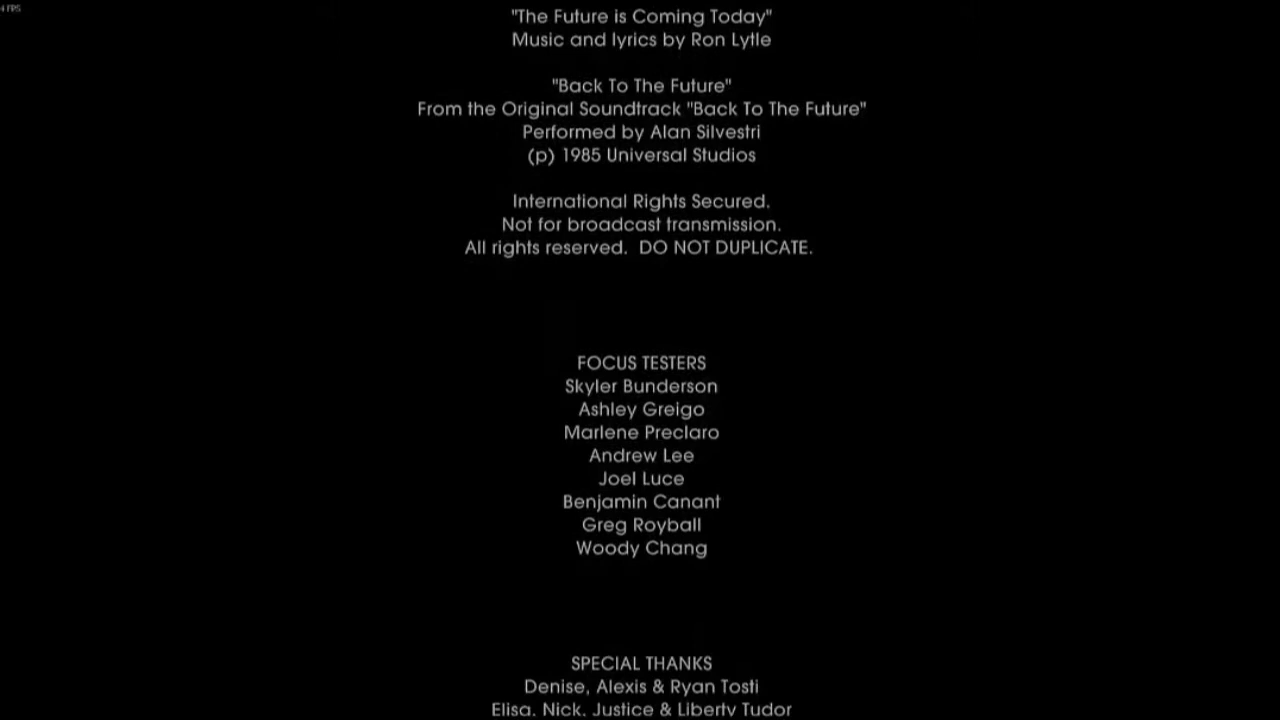 4 FPS
"The Future is Coming Today"
Music and lyrics by Ron Lytle
"Back To The Future"
From the Original Soundtrack "Back To The Future"
Performed by Alan Silvestri
(p) 1985 Universal Studios
International Rights Secured.
Not for broadcast transmission.
All rights reserved.  DO NOT DUPLICATE.
FOCUS TESTERS
Skyler Bunderson
Ashley Greigo
Marlene Preclaro
Andrew Lee
Joel Luce
Benjamin Canant
Greg Royball
Woody Chang
SPECIAL THANKS
Denise, Alexis & Ryan Tosti
Elisa, Nick, Justice & Liberty Tudor